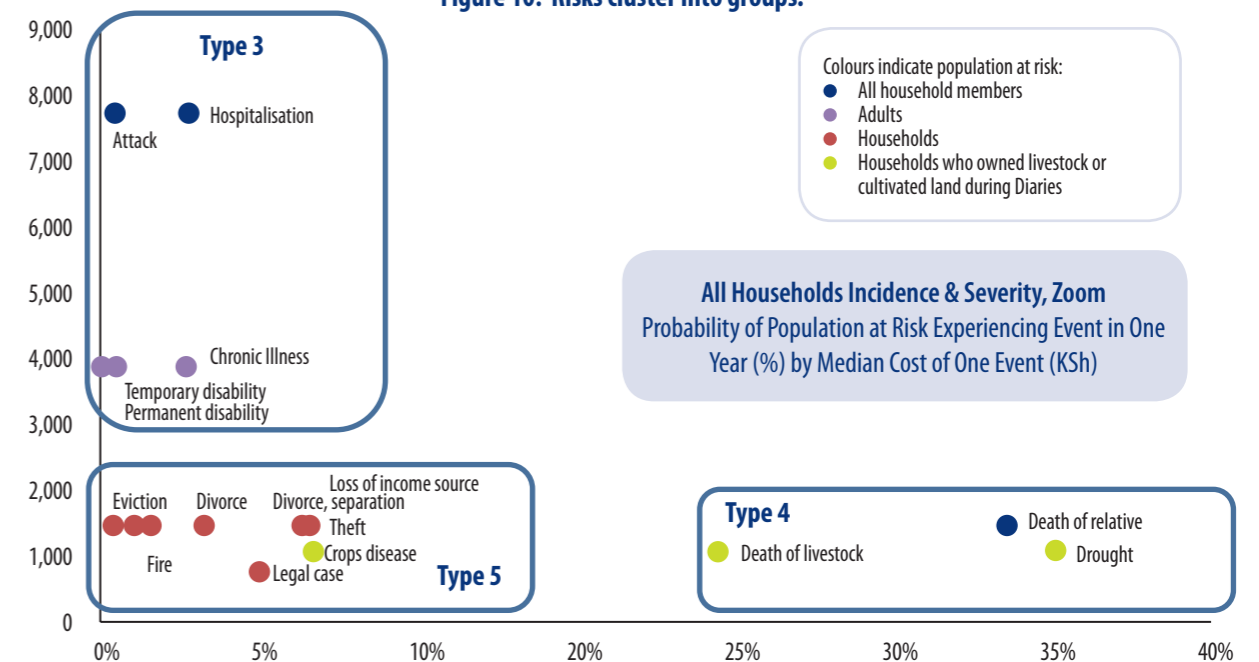 Figure 10: Risks cluster into groups.
9,000
8,000
7,000
6,000
5,000
4,000
3,000
2,000
1,000
0
0%
5%
10%
20%
25%
30%
35%
40%
Type 3
Hospitalisation
Attack
Chronic Illness
Temporary disability
Permanent disability
Colours indicate population at risk:
All household members
Adults
Households
Households who owned livestock or
cultivated land during Diaries
All Households Incidence & Severity, Zoom
Probability of Population at Risk Experiencing Event in One
Year (%) by Median Cost of One Event (KSh)
Loss of income source
Eviction
Divorce
Divorce, separation
Theft
Crops disease
Fire
Legal case
Type 5
Type 4
Death of relative
Death of livestock
Drought